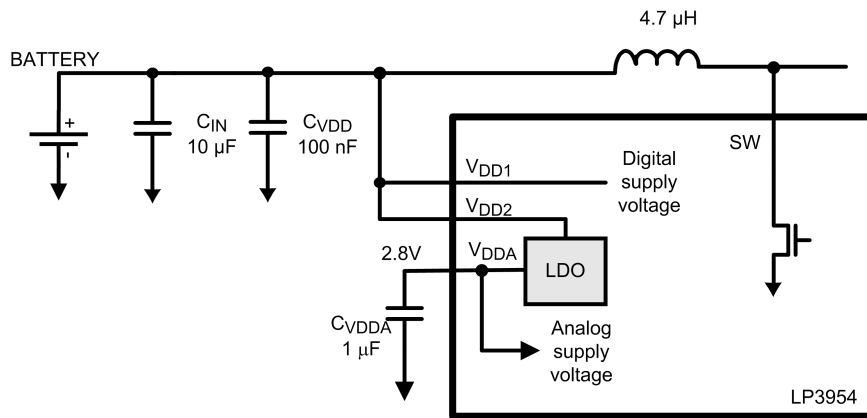 4.7 μH
BATTERY
+
-
CIN
10 μF
CVDD
100 nF
SW
VDD1
Digital
supply
voltage
VDD2
2.8V
VDDA
LDO
CVDDA
1 μF
Analog
supply
voltage
LP3954